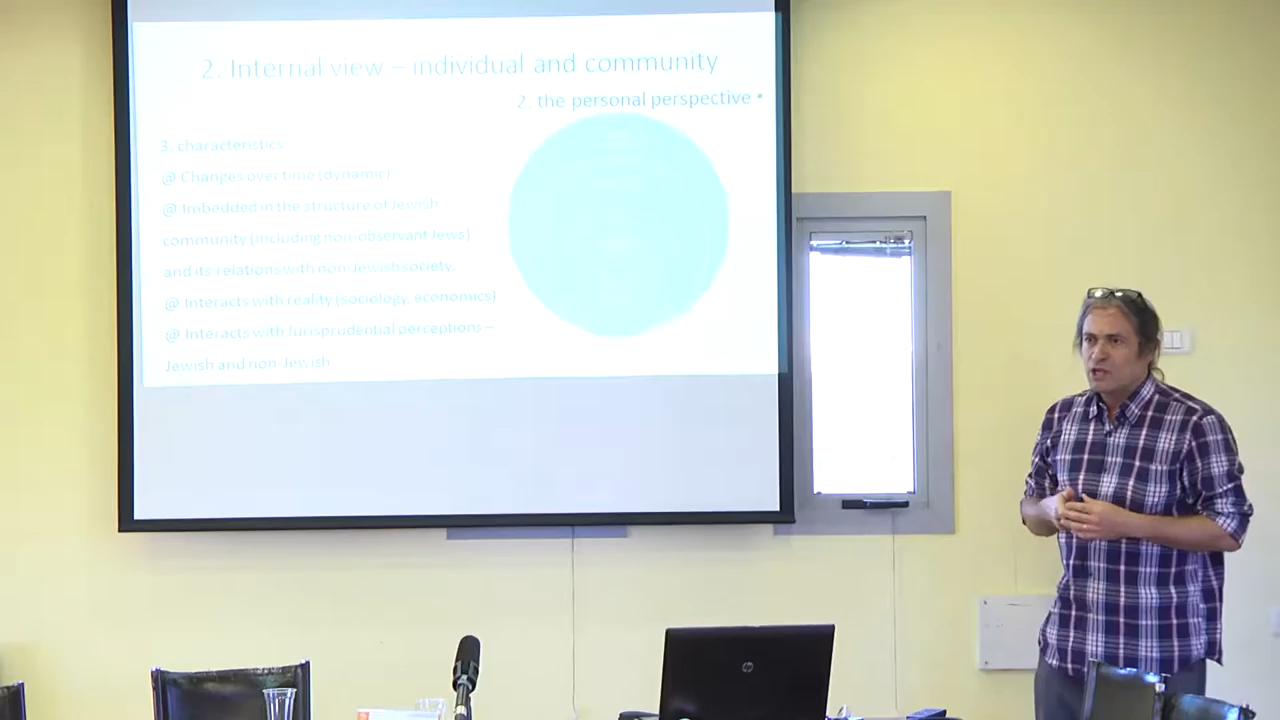 2. Internal view – individual and community
2. the personal perspective •
3. characteristics
@ Changes over time (dynamic)
@ Imbedded in the structure of Jewish
community (including non-observant Jews)
and its relations with non-Jewish society.
@ Interacts with reality (sociology, economics)
@ Interacts with Jurisprudential perceptions –
Jewish and non-Jewish
hp